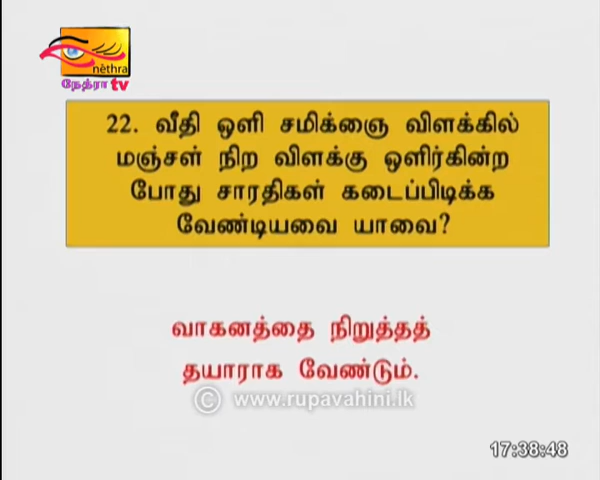 nēthra
நேத்ரா tv
22. வீதி ஒளி சமிக்ஞை விளக்கில்
மஞ்சள் நிற விளக்கு ஒளிர்கின்ற
போது சாரதிகள் கடைப்பிடிக்க
வேண்டியவை யாவை?
வாகனத்தை நிறுத்தத்
தயாராக வேண்டும்.
© www.rupavahini.lk
17:38:48